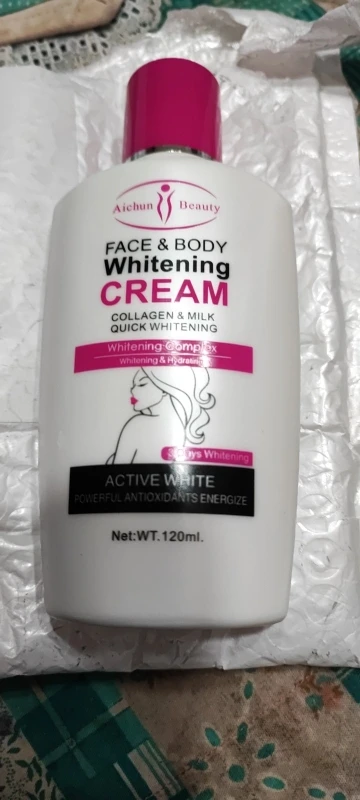 Aichun Beauty
FACE & BODY
Whitening
CREAM
COLLAGEN & MILK
QUICK WHITENING
Whitening Complex
Whitening & Hydrating
Days Whitening
ACTIVE WHITE
POWERFUL ANTIOXIDANTS ENERGIZE
Net:WT.120ml.